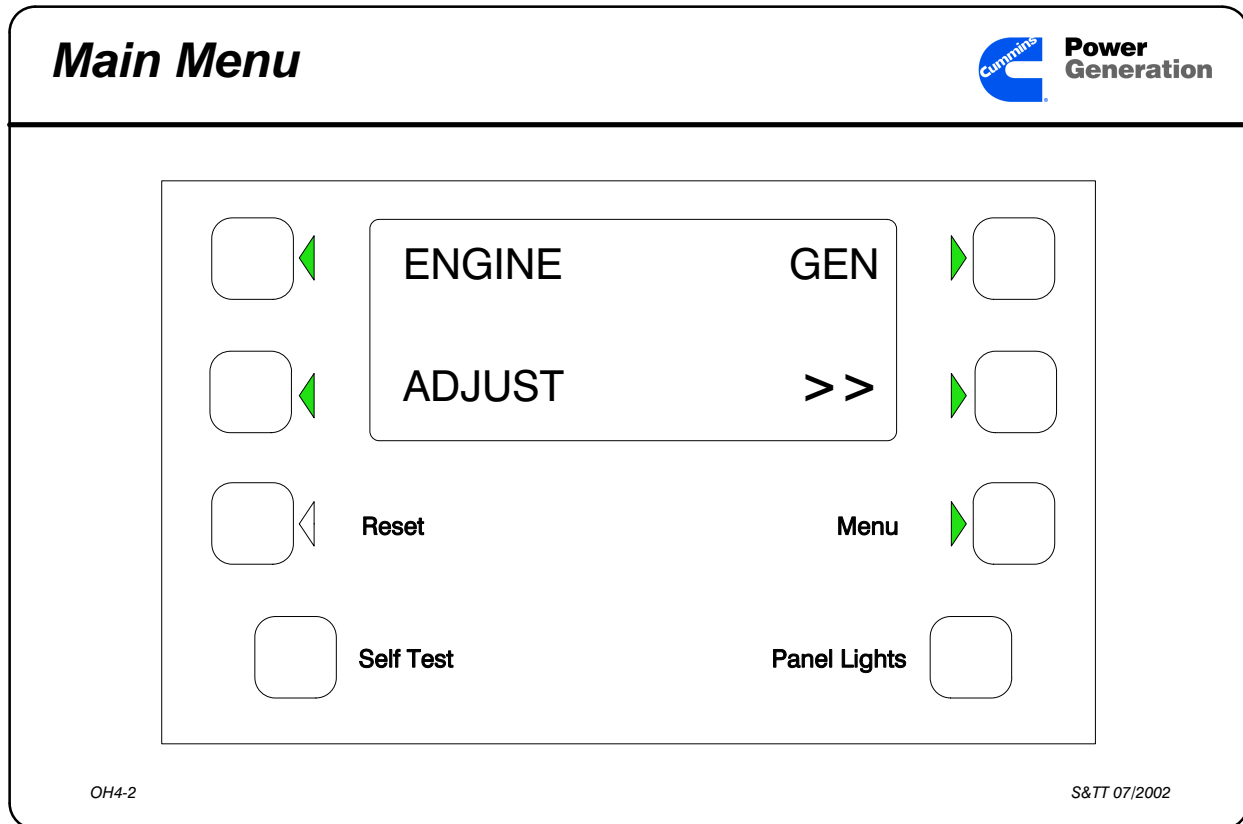 Main Menu
Cummins
Power
Generation
ENGINE GEN
ADJUST >>
Reset Menu
Self Test Panel Lights
OH4-2 S&TT 07/2002